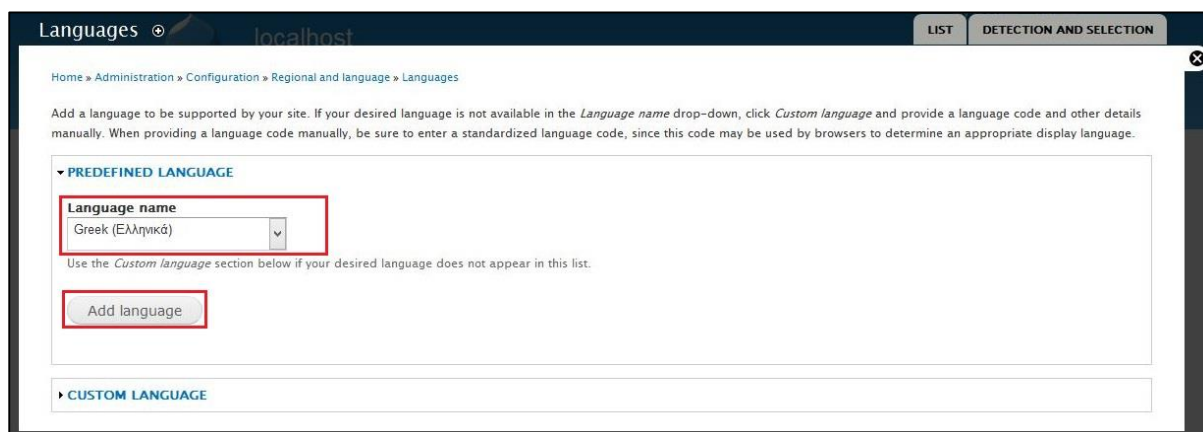 Languages
localhost
LIST
DETECTION AND SELECTION
Home » Administration » Configuration » Regional and language » Languages
Add a language to be supported by your site. If your desired language is not available in the Language name drop-down, click Custom language and provide a language code and other details
manually. When providing a language code manually, be sure to enter a standardized language code, since this code may be used by browsers to determine an appropriate display language.
PREDEFINED LANGUAGE
Language name
Greek (Ελληνικά)
Use the Custom language section below if your desired language does not appear in this list.
Add language
CUSTOM LANGUAGE